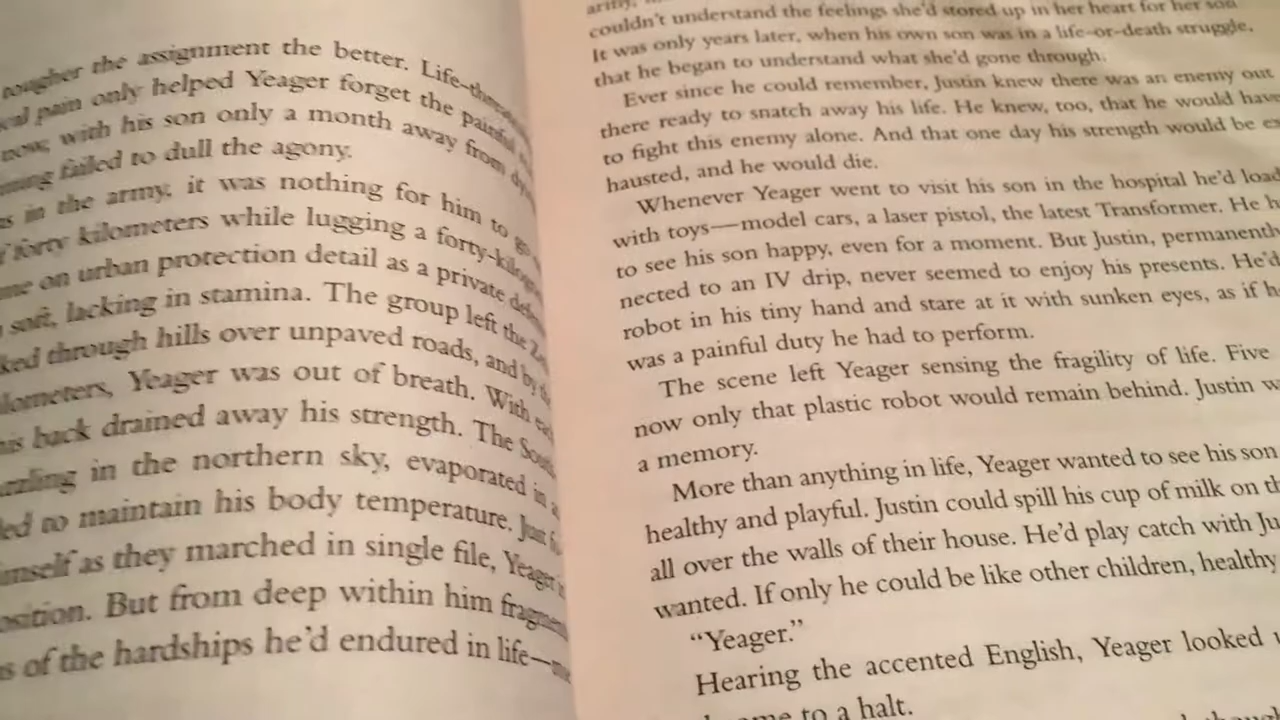 tougher the assignment the better.
pain only helped Yeager forget the painful
now, with his son only a month away from
failed to dull the agony.
in the army, it was nothing for him to
forty kilometers while lugging a
on urban protection detail as a private
soft, lacking in stamina. The group left the
through hills over unpaved roads, and by
Yeager was out of breath. With
back drained away his strength. The
in the northern sky, evaporated in
to maintain his body temperature. Just
as they marched in single file, Yeager
But from deep within him
of the hardships he'd endured in life—
couldn't understand the feelings she'd stored up in her heart for her son
It was only years later, when his own son was in a life-or-death struggle,
that he began to understand what she'd gone through.
Ever since he could remember, Justin knew there was an enemy out
there ready to snatch away his life. He knew, too, that he would have
to fight this enemy alone. And that one day his strength would be
hausted, and he would die.
Whenever Yeager went to visit his son in the hospital he'd load
with toys—model cars, a laser pistol, the latest Transformer. He
to see his son happy, even for a moment. But Justin, permanently
nected to an IV drip, never seemed to enjoy his presents. He'd
robot in his tiny hand and stare at it with sunken eyes, as if
was a painful duty he had to perform.
The scene left Yeager sensing the fragility of life. Five
now only that plastic robot would remain behind. Justin
a memory.
More than anything in life, Yeager wanted to see his son
healthy and playful. Justin could spill his cup of milk on
all over the walls of their house. He'd play catch with
wanted. If only he could be like other children, healthy
“Yeager.”
Hearing the accented English, Yeager looked
to a halt.